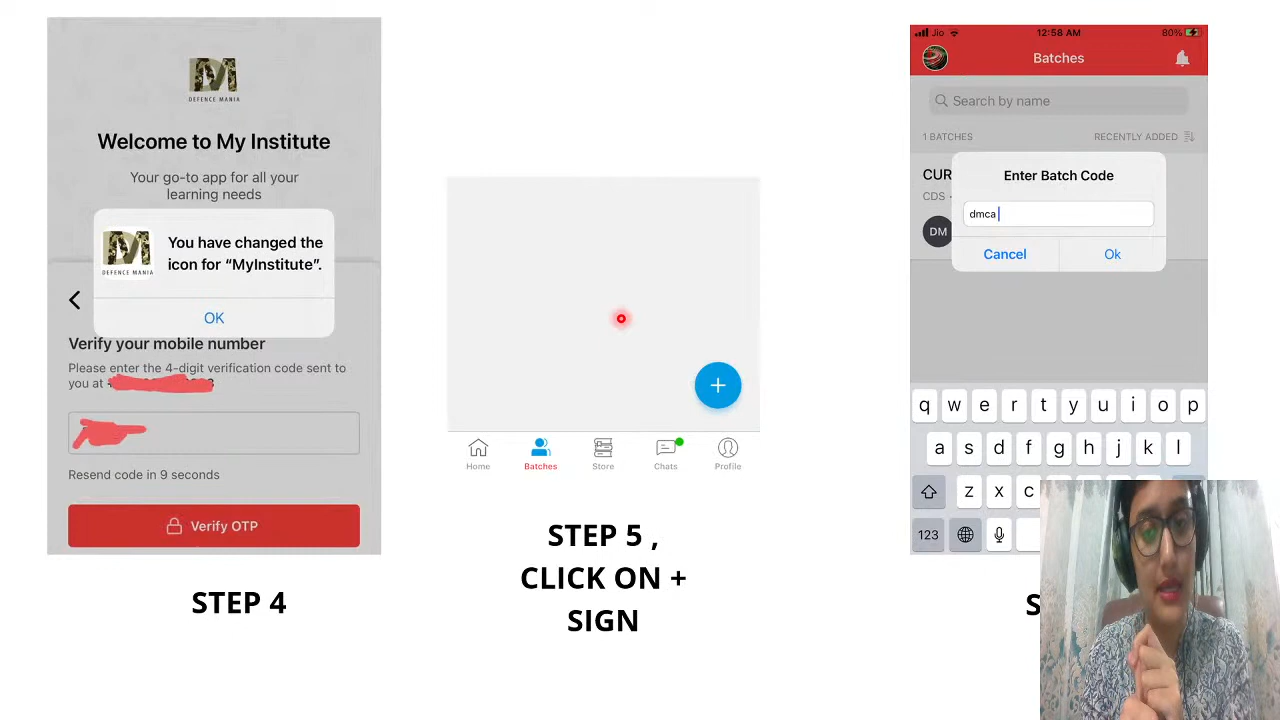 DEFENCE MANIA
Welcome to My Institute
Your go-to app for all your
learning needs
DEFENCE MANIA
You have changed the
icon for “MyInstitute”.
OK
Verify your mobile number
Please enter the 4-digit verification code sent to
you at
Resend code in 9 seconds
Verify OTP
STEP 4
+
Home
Batches
Store
Chats
Profile
STEP 5 ,
CLICK ON +
SIGN
Jio
12:58 AM
80%
Batches
Search by name
1 BATCHES
RECENTLY ADDED
CUR
CDS
DM
Enter Batch Code
dmca
Cancel
Ok
q w e r t y u i o p
a s d f g h j k l
z x c
123
S